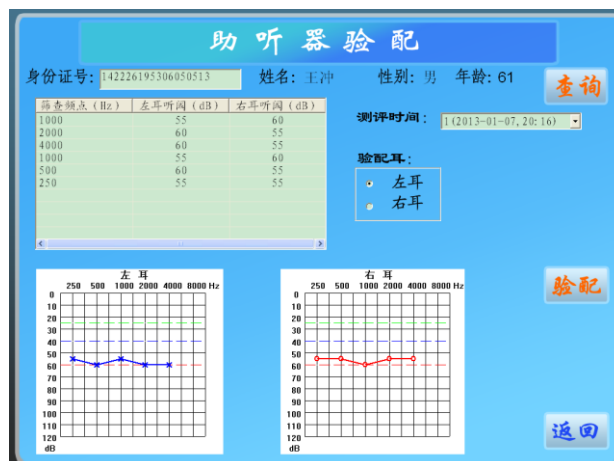 助听器验配
身份证号: 142226195306050513 姓名: 王冲 性别: 男 年龄: 61 查询
筛查频点(Hz) 左耳听阈(dB) 右耳听阈(dB)
1000 55 60
2000 60 55
4000 60 55
1000 55 60
500 60 55
250 55 55
测评时间: 1(2013-01-07,20:16)
验配耳:
左耳
右耳
左 耳
250 500 1000 2000 4000 8000 Hz
0
10
20
30
40
50
60
70
80
90
100
110
120
dB
右 耳
250 500 1000 2000 4000 8000 Hz
0
10
20
30
40
50
60
70
80
90
100
110
120
dB
验配
返回